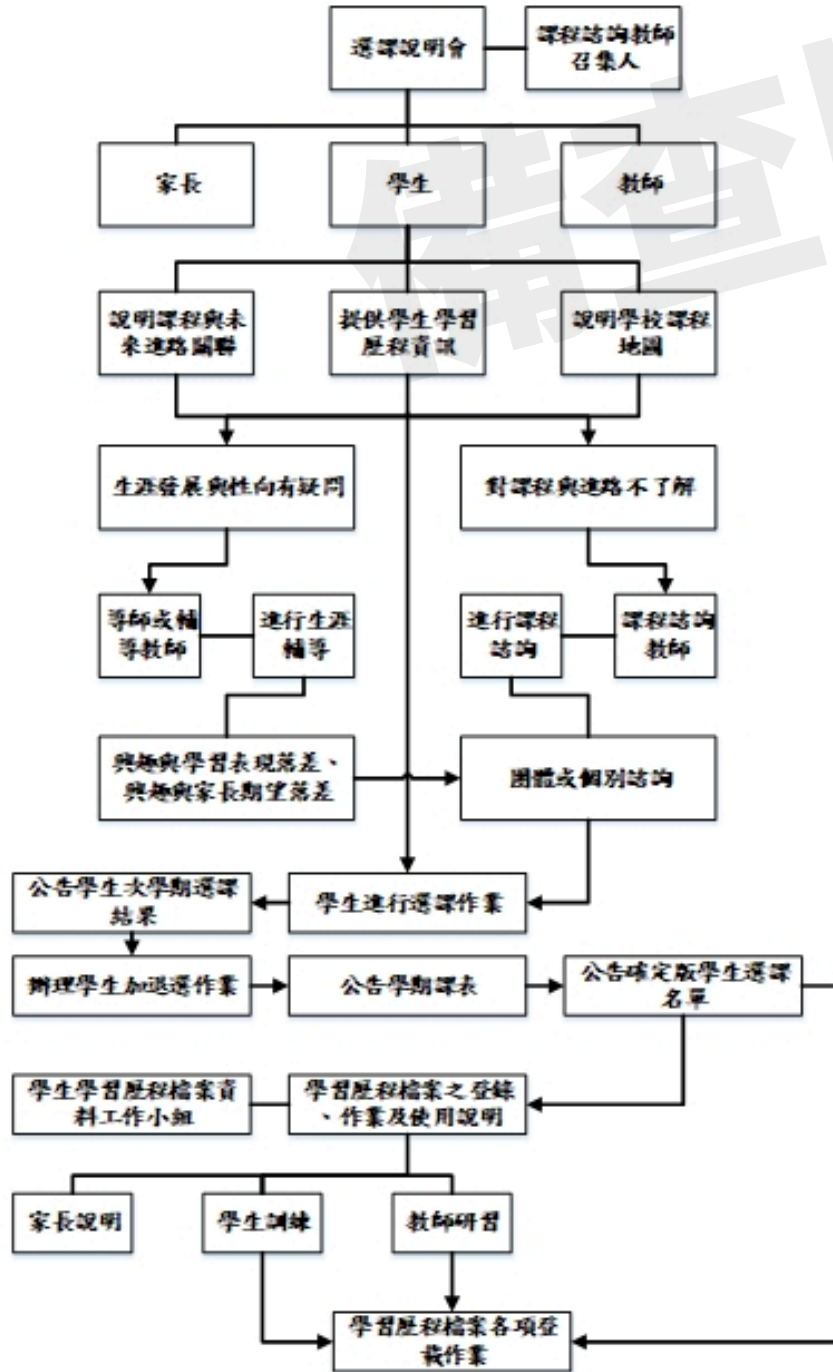 選課說明會
課程諮詢教師
召集人
家長
學生
教師
說明課程與未
來進路關聯
提供學生學習
歷程資訊
說明學校課程
地圖
生涯發展與性向有疑問
對課程與進路不了解
導師或輔
導教師
進行生涯
輔導
進行課程
諮詢
課程諮詢
教師
興趣與學習表現落差、
興趣與家長期望落差
團體或個別諮詢
公告學生次學期選課
結果
學生進行選課作業
辦理學生加退選作業
公告學期課表
公告確定版學生選課
名單
學生學習歷程檔案資
料工作小組
學習歷程檔案之登錄
、作業及使用說明
家長說明
學生訓練
教師研習
學習歷程檔案各項登
載作業
備查